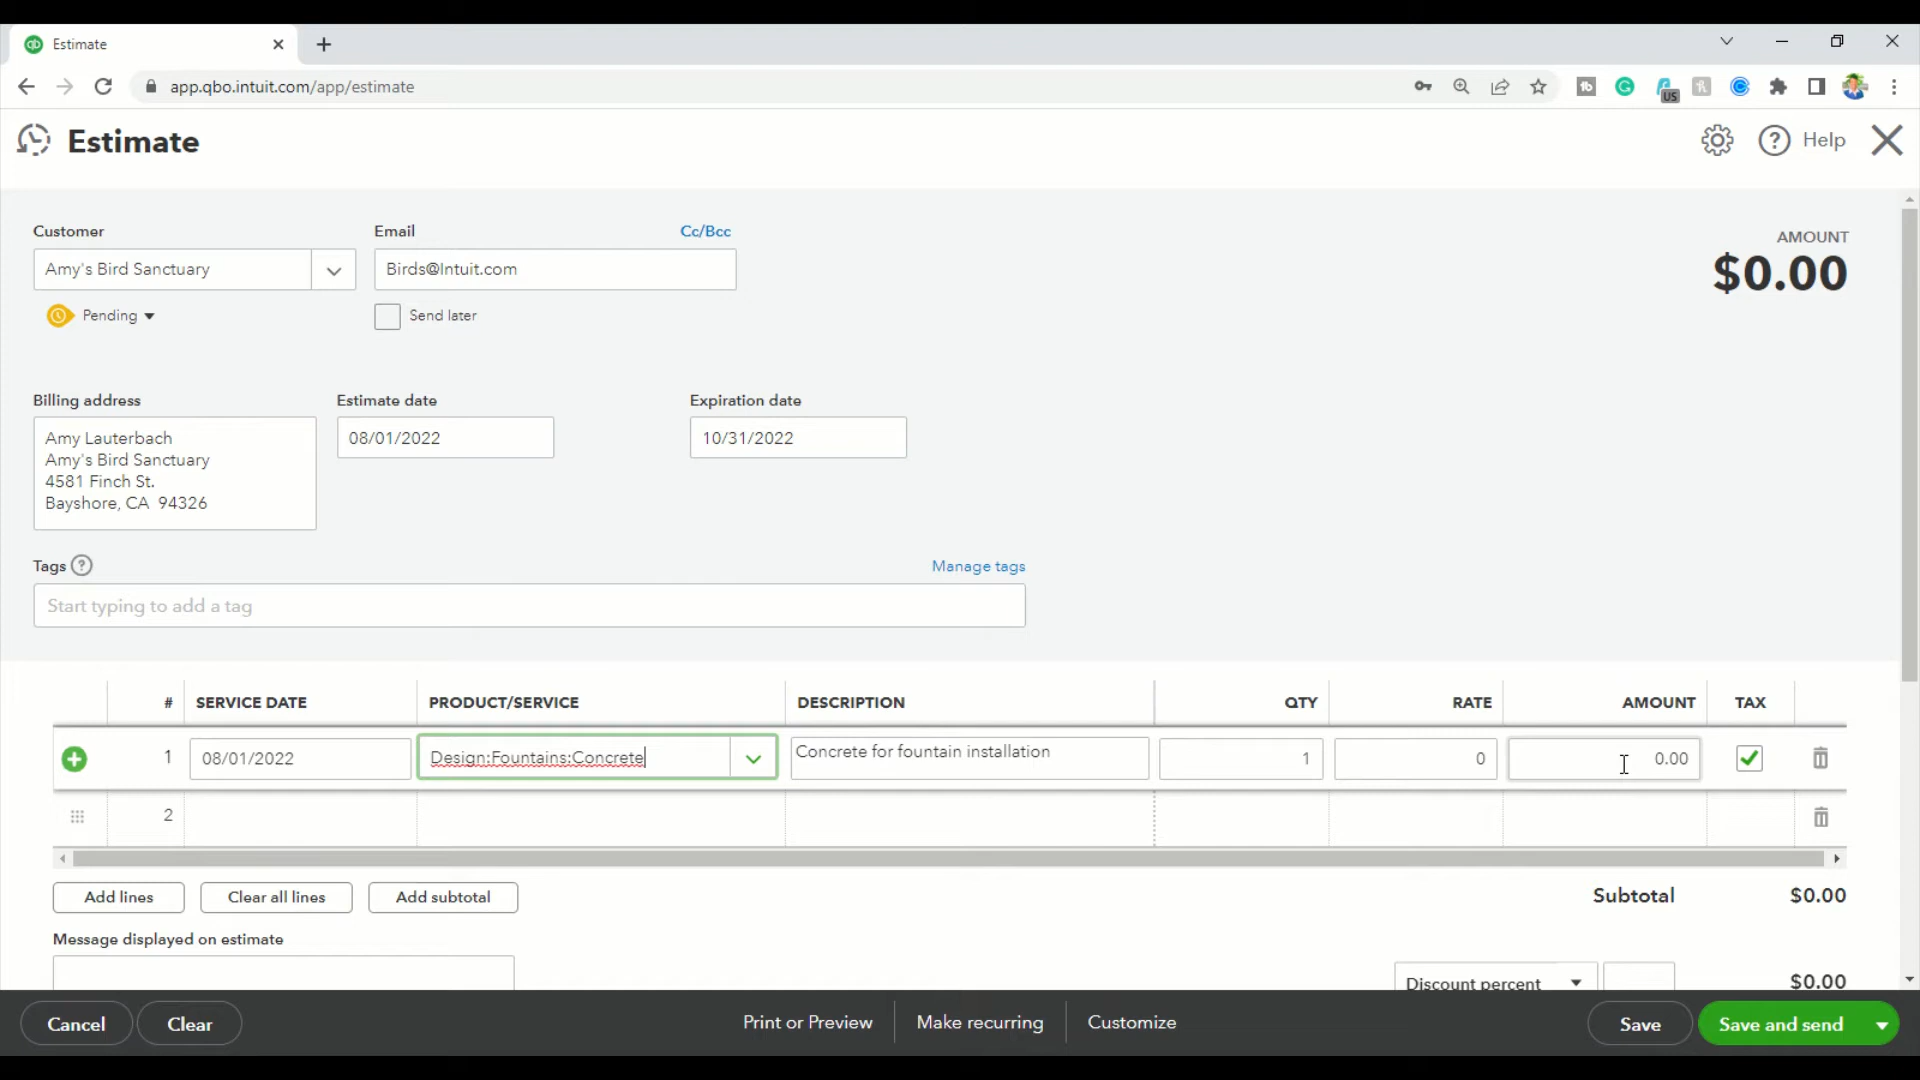 Estimate
app.qbo.intuit.com/app/estimate
US
Estimate
Help
Customer
Email
Cc/Bcc
AMOUNT
$0.00
Amy's Bird Sanctuary
Birds@Intuit.com
Pending
Send later
Billing address
Estimate date
Expiration date
Amy Lauterbach
Amy's Bird Sanctuary
4581 Finch St.
Bayshore, CA 94326
08/01/2022
10/31/2022
Tags ?
Manage tags
Start typing to add a tag
# SERVICE DATE PRODUCT/SERVICE DESCRIPTION QTY RATE AMOUNT TAX
1 08/01/2022 Design:Fountains:Concrete Concrete for fountain installation 1 0 0.00
2
Add lines
Clear all lines
Add subtotal
Subtotal $0.00
Message displayed on estimate
Discount percent
$0.00
Cancel
Clear
Print or Preview
Make recurring
Customize
Save
Save and send